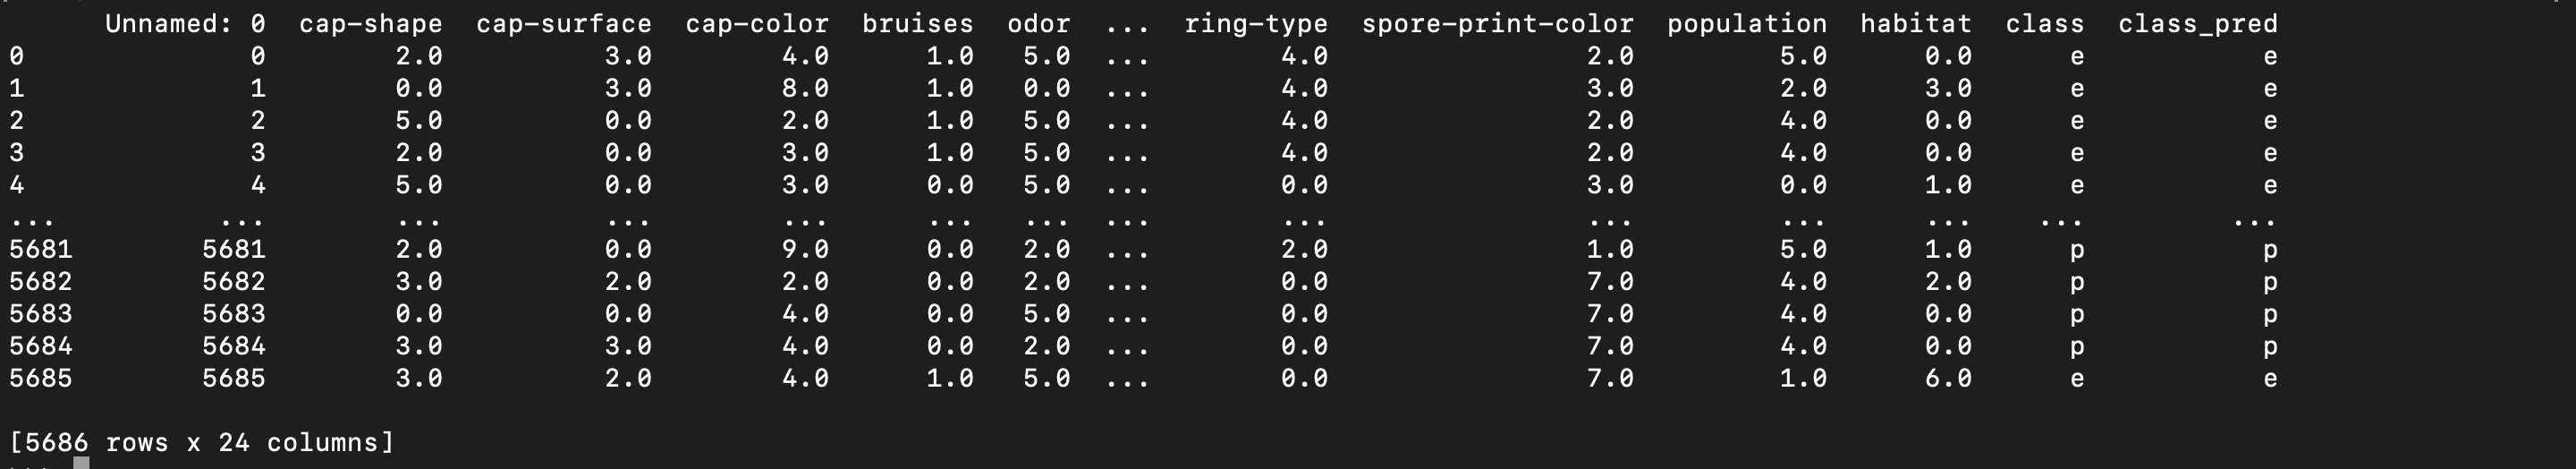 Unnamed: 0 cap-shape cap-surface cap-color bruises odor ... ring-type spore-print-color population habitat class class_pred
0 0 2.0 3.0 4.0 1.0 5.0 ... 4.0 2.0 5.0 0.0 e e
1 1 0.0 3.0 8.0 1.0 0.0 ... 4.0 3.0 2.0 3.0 e e
2 2 5.0 0.0 2.0 1.0 5.0 ... 4.0 2.0 4.0 0.0 e e
3 3 2.0 0.0 3.0 1.0 5.0 ... 4.0 2.0 4.0 0.0 e e
4 4 5.0 0.0 3.0 0.0 5.0 ... 0.0 3.0 0.0 1.0 e e
... ... ... ... ... ... ... ... ... ... ... ... ... ...
5681 5681 2.0 0.0 9.0 0.0 2.0 ... 2.0 1.0 5.0 1.0 p p
5682 5682 3.0 2.0 2.0 0.0 2.0 ... 0.0 7.0 4.0 2.0 p p
5683 5683 0.0 0.0 4.0 0.0 5.0 ... 0.0 7.0 4.0 0.0 p p
5684 5684 3.0 3.0 4.0 0.0 2.0 ... 0.0 7.0 4.0 0.0 p p
5685 5685 3.0 2.0 4.0 1.0 5.0 ... 0.0 7.0 1.0 6.0 e e
[5686 rows x 24 columns]